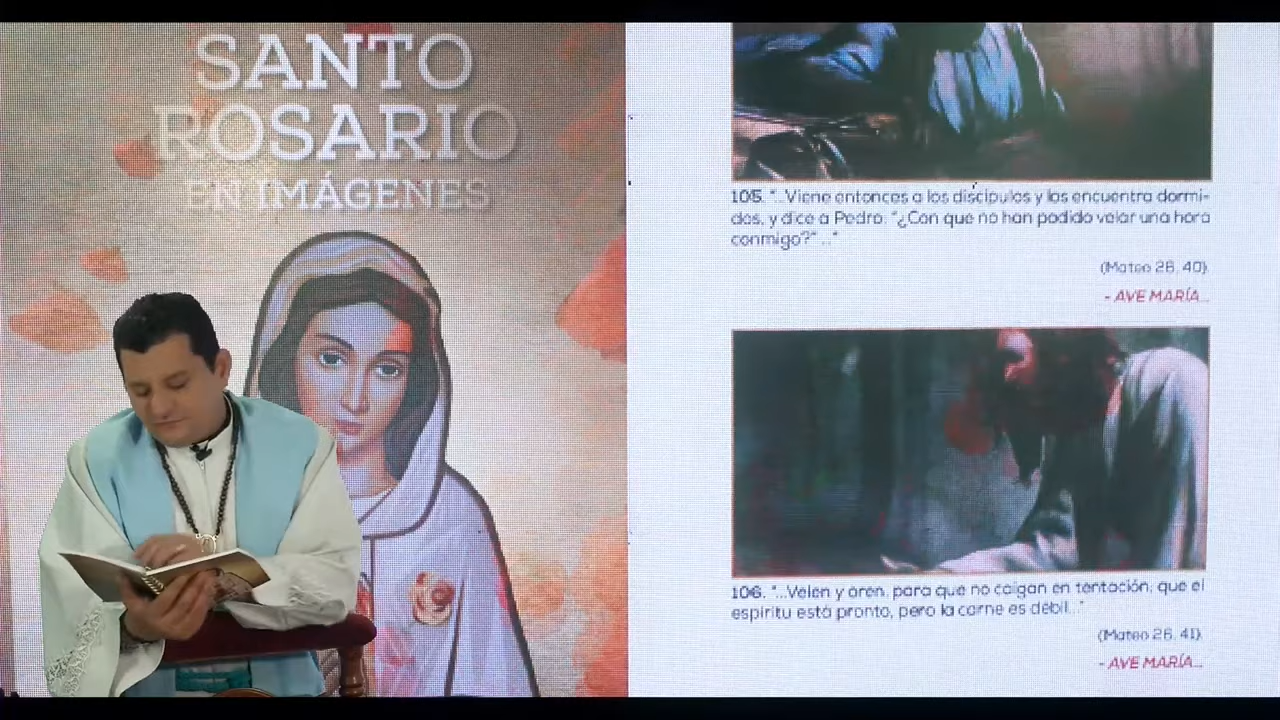 SANTO
ROSARIO
EN IMÁGENES
105. "...Viene entonces a los discípulos y los encuentra dormi-
dos, y dice a Pedro: "¿Con que no han podido velar una hora
conmigo?" ..."
(Mateo 26, 40).
- AVE MARÍA...
106. "...Velen y oren, para que no caigan en tentación; que el
espíritu está pronto, pero la carne es débil..."
(Mateo 26, 41).
- AVE MARÍA...